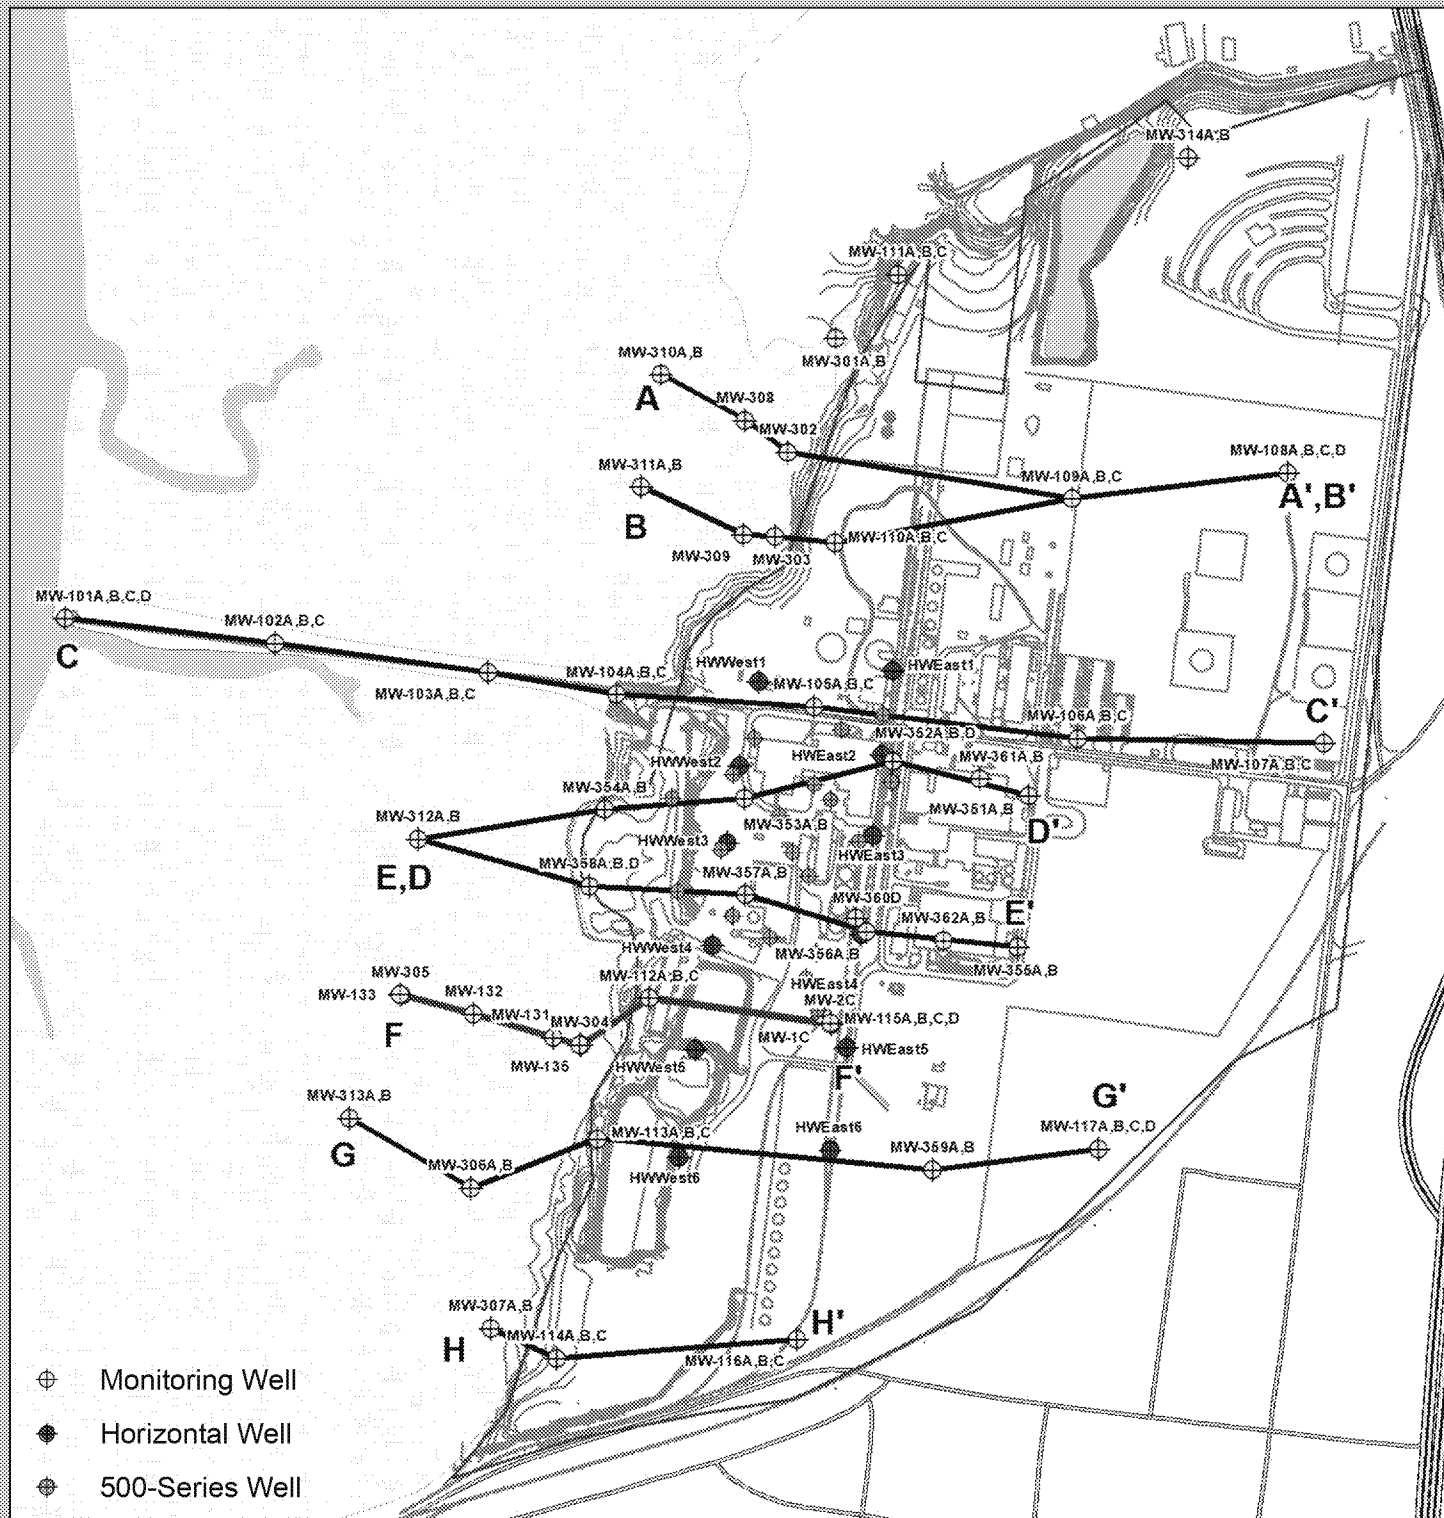 MW-314A,B
MW-111A,B,C
MW-301A,B
MW-310A,B
A
MW-308
MW-302
MW-108A,B,C,D
MW-311A,B
MW-109A,B,C
A',B'
B
MW-309
MW-303
MW-110A,B,C
MW-101A,B,C,D
MW-102A,B,C
C
MW-103A,B,C
MW-104A,B,C
HWWest1
HWEast1
MW-105A,B,C
MW-106A,B,C
C'
MW-352A,B,D
HWWest2
HWEast2
MW-361A,B
MW-107A,B,C
MW-354A,B
MW-312A,B
MW-353A,B
MW-351A,B
D'
HWWest3
HWEast3
E,D
MW-358A,B,D
MW-357A,B
MW-360D
MW-362A,B
E'
HWWest4
MW-356A,B
MW-355A,B
MW-305
MW-133
MW-132
MW-112A,B,C
HWEast4
MW-2C
MW-131
MW-304
MW-115A,B,C,D
F
MW-1C
MW-135
HWWest5
HWEast5
F'
MW-313A,B
G'
G
MW-113A,B,C
HWEast6
MW-117A,B,C,D
MW-359A,B
MW-306A,B
HWWest6
MW-307A,B
H
MW-114A,B,C
H'
MW-116A,B,C
Monitoring Well
Horizontal Well
500-Series Well